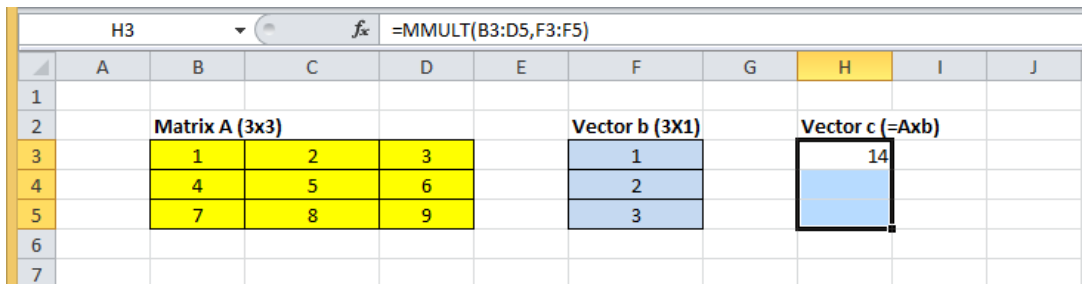 H3 fx =MMULT(B3:D5,F3:F5)
A B C D E F G H I J
1
2 Matrix A (3x3) Vector b (3X1) Vector c (=Axb)
3 1 2 3 1 14
4 4 5 6 2
5 7 8 9 3
6
7